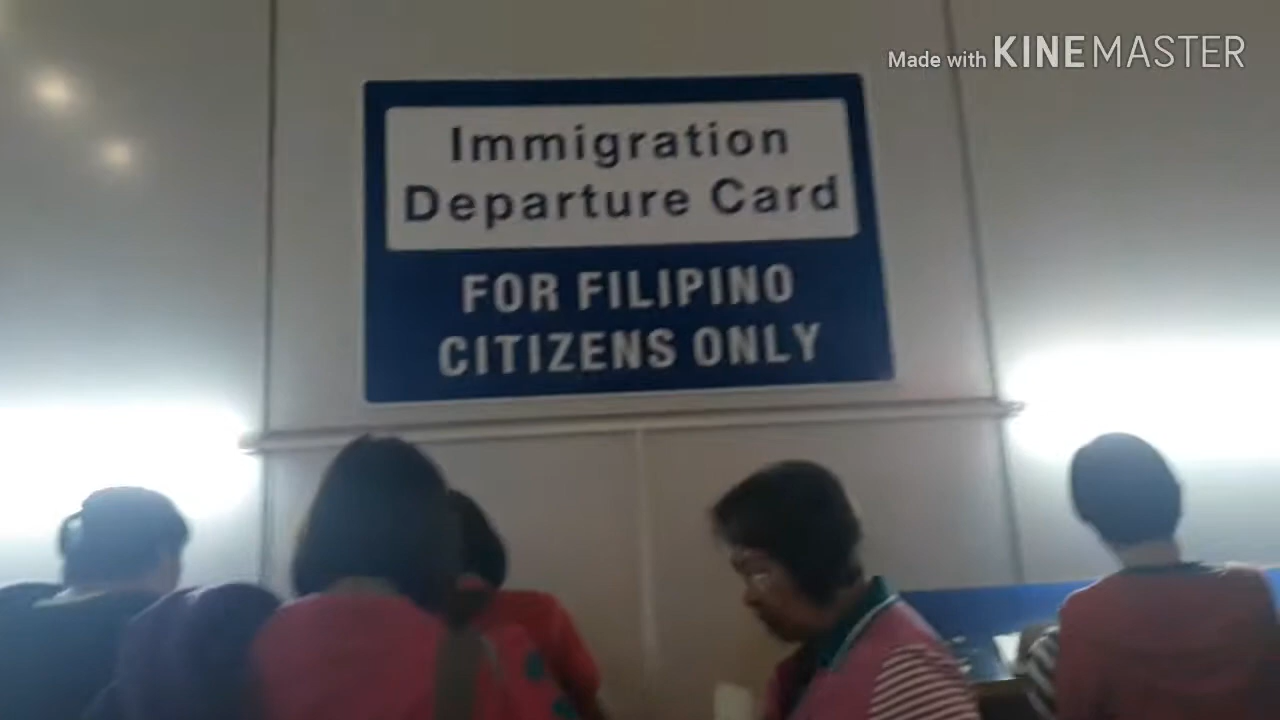 Made with KINEMASTER
Immigration
Departure Card
FOR FILIPINO
CITIZENS ONLY